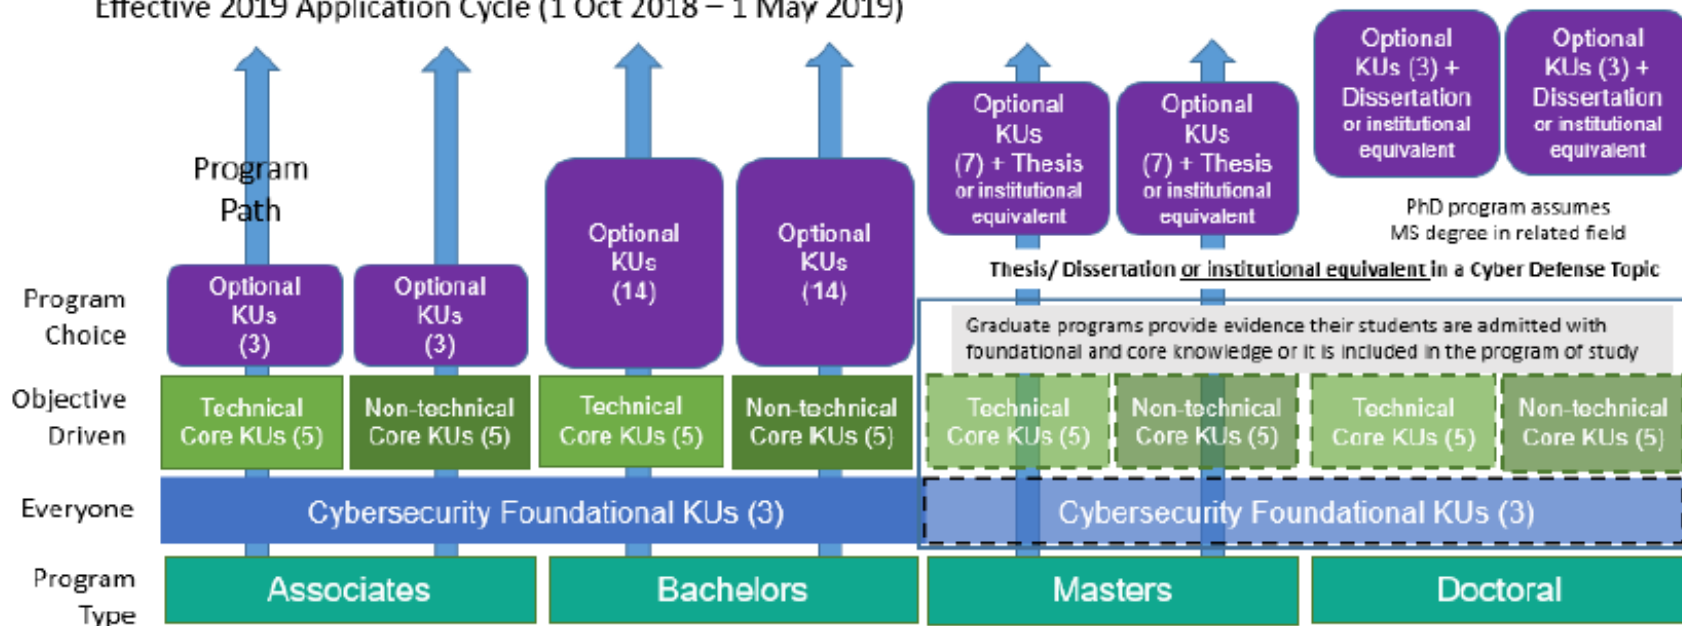 Effective 2019 Application Cycle (1 Oct 2018 – 1 May 2019)
Program
Path
Program
Choice
Optional
KUs
(3)
Optional
KUs
(3)
Optional
KUs
(14)
Optional
KUs
(14)
Optional
KUs
(7) + Thesis
or institutional
equivalent
Optional
KUs
(7) + Thesis
or institutional
equivalent
Optional
KUs (3) +
Dissertation
or institutional
equivalent
Optional
KUs (3) +
Dissertation
or institutional
equivalent
PhD program assumes
MS degree in related field
Thesis/ Dissertation or institutional equivalent in a Cyber Defense Topic
Graduate programs provide evidence their students are admitted with
foundational and core knowledge or it is included in the program of study
Objective
Driven
Technical
Core KUs (5)
Non-technical
Core KUs (5)
Technical
Core KUs (5)
Non-technical
Core KUs (5)
Technical
Core KUs (5)
Non-technical
Core KUs (5)
Technical
Core KUs (5)
Non-technical
Core KUs (5)
Everyone
Cybersecurity Foundational KUs (3)
Cybersecurity Foundational KUs (3)
Program
Type
Associates
Bachelors
Masters
Doctoral